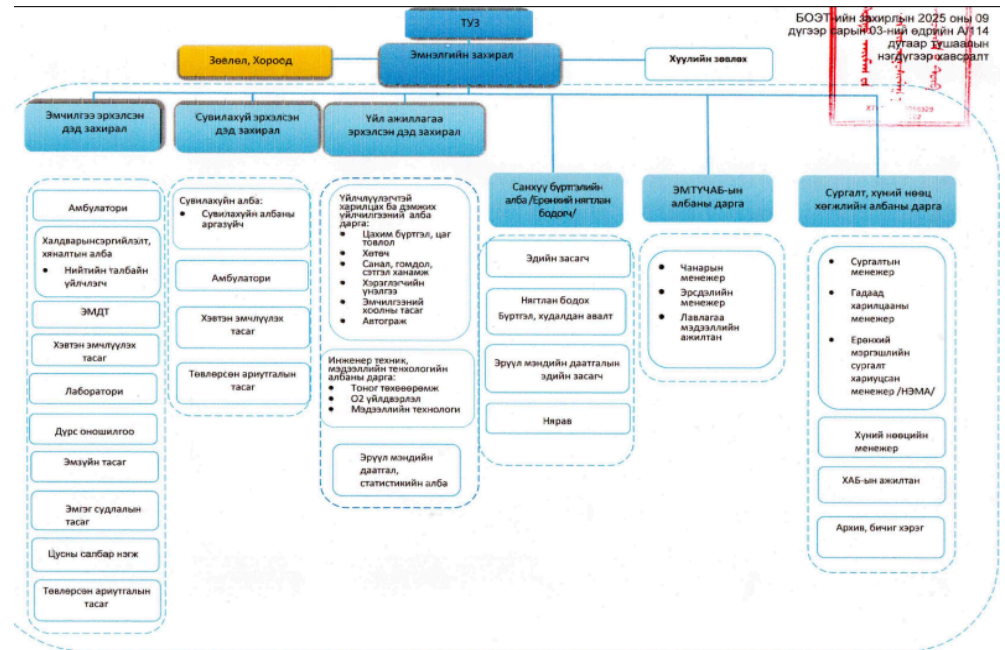 ТУЗ
БОЭТ-ийн захирлын 2025 оны 09
дүгээр сарын 03-ний өдрийн А/114
дугаар тушаалын
нэгдүгээр хавсралт
Зөвлөл, Хороод
Эмнэлгийн захирал
Хуулийн зөвлөх
Эмчилгээ эрхэлсэн
дэд захирал
Сувилахуй эрхэлсэн
дэд захирал
Үйл ажиллагаа
эрхэлсэн дэд захирал
Санхүү бүртгэлийн
алба /Ерөнхий нягтлан
бодогч/
ЭМТҮЧАБ-ын
албаны дарга
Сургалт, хүний нөөц
хөгжлийн албаны дарга
Амбулатори
Халдварынсэргийлэлт,
хяналтын алба
• Нийтийн талбайн
үйлчлэгч
ЭМДТ
Хэвтэн эмчлүүлэх
тасаг
Лаборатори
Дүрс оношилгоо
Эмзүйн тасаг
Эмгэг судлалын
тасаг
Цусны салбар нэгж
Төвлөрсөн ариутгалын
тасаг
Сувилахуйн алба:
• Сувилахуйн албаны
аргазүйч
Амбулатори
Хэвтэн эмчлүүлэх
тасаг
Төвлөрсөн ариутгалын
тасаг
Үйлчлүүлэгчтэй
харилцах ба дэмжих
үйлчилгээний алба
дарга:
• Цахим бүртгэл, цаг
товлол
• Хөтөч
• Санал, гомдол,
сэтгэл ханамж
• Хэрэглэгчийн
үнэлгээ
• Эмчилгээний
хоолны тасаг
• Автограж
Инженер техник,
мэдээллийн технологийн
албаны дарга:
• Тоног төхөөрөмж
• О2 үйлдвэрлэл
• Мэдээллийн технологи
Эрүүл мэндийн
даатгал,
статистикийн алба
Эдийн засагч
Нягтлан бодох
Бүртгэл, худалдан авалт
Эрүүл мэндийн даатгалын
эдийн засагч
Нярав
• Чанарын
менежер
• Эрсдэлийн
менежер
• Лавлагаа
мэдээллийн
ажилтан
• Сургалтын
менежер
• Гадаад
харилцааны
менежер
• Ерөнхий
мэргэшлийн
сургалт
хариуцсан
менежер /НЭМА/
Хүний нөөцийн
менежер
ХАБ-ын ажилтан
Архив, бичиг хэрэг